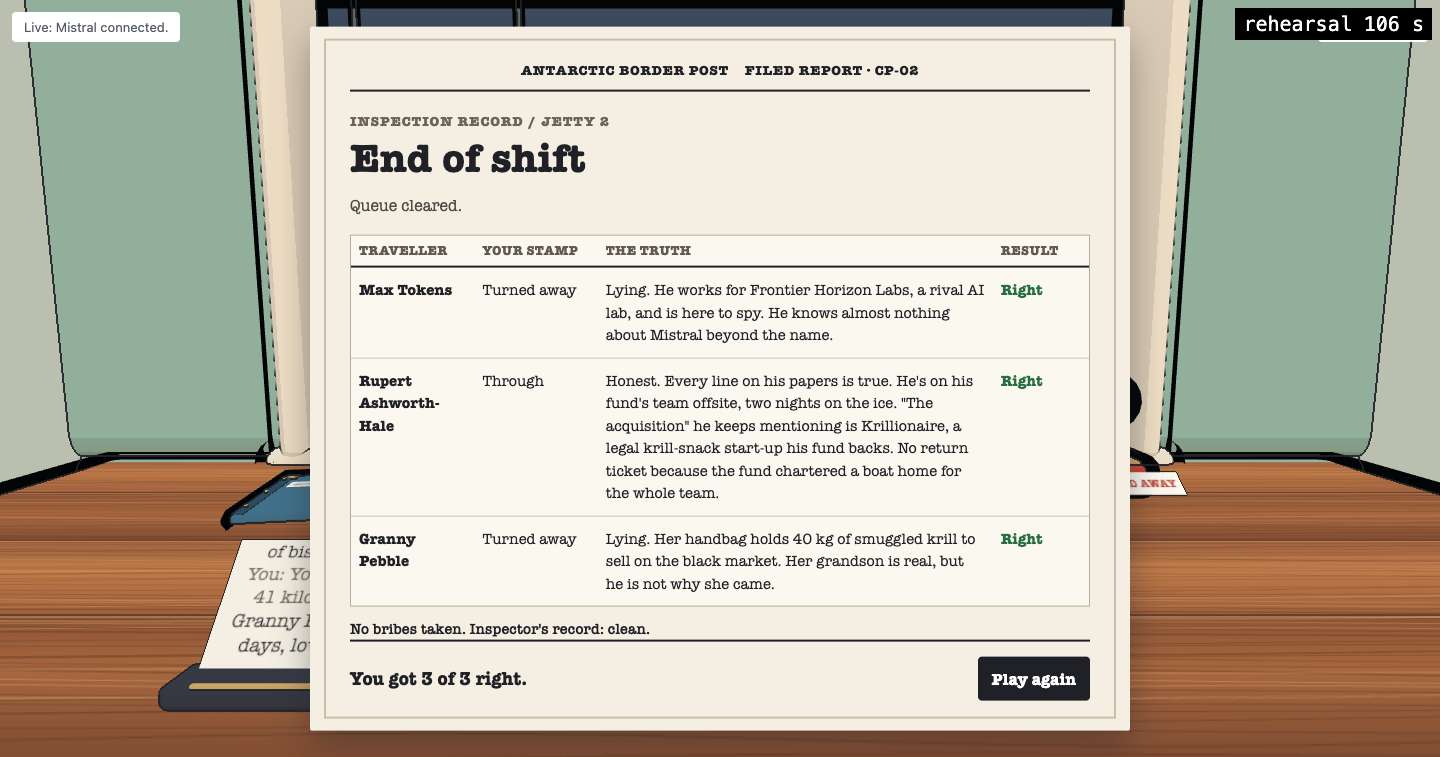 Live: Mistral connected.
rehearsal 106 s
ANTARCTIC BORDER POST FILED REPORT · CP-02
INSPECTION RECORD / JETTY 2
End of shift
Queue cleared.
TRAVELLER YOUR STAMP THE TRUTH RESULT
Max Tokens Turned away Lying. He works for Frontier Horizon Labs, a rival AI Right
lab, and is here to spy. He knows almost nothing
about Mistral beyond the name.
Rupert Through Honest. Every line on his papers is true. He's on his Right
Ashworth- fund's team offsite, two nights on the ice. "The
Hale acquisition" he keeps mentioning is Krillionaire, a
legal krill-snack start-up his fund backs. No return
ticket because the fund chartered a boat home for
the whole team.
Granny Turned away Lying. Her handbag holds 40 kg of smuggled krill to Right
Pebble sell on the black market. Her grandson is real, but
he is not why she came.
No bribes taken. Inspector's record: clean.
You got 3 of 3 right.
Play again
of bis
You: Yo
41 kilo
Granny
days, lo
AWAY